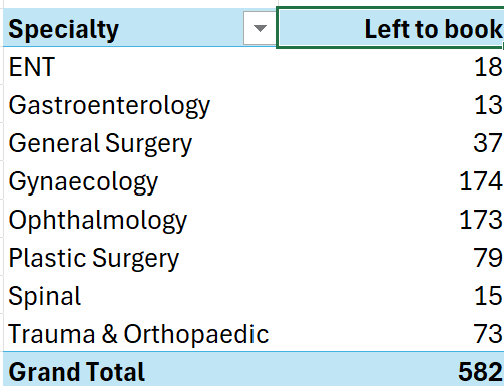 Specialty Left to book
ENT 18
Gastroenterology 13
General Surgery 37
Gynaecology 174
Ophthalmology 173
Plastic Surgery 79
Spinal 15
Trauma & Orthopaedic 73
Grand Total 582